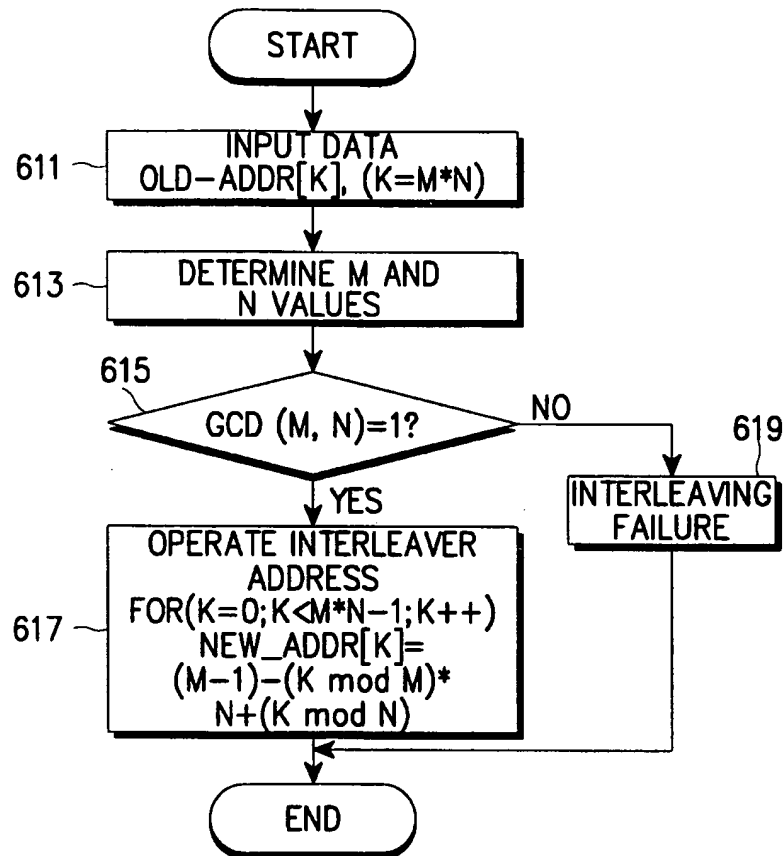 START
611
INPUT DATA
OLD-ADDR[K], (K=M*N)
613
DETERMINE M AND
N VALUES
615
GCD (M, N)=1?
NO
YES
619
INTERLEAVING
FAILURE
617
OPERATE INTERLEAVER
ADDRESS
FOR(K=0;K<M*N-1;K++)
NEW_ADDR[K]=
(M-1)-(K mod M)*
N+(K mod N)
END